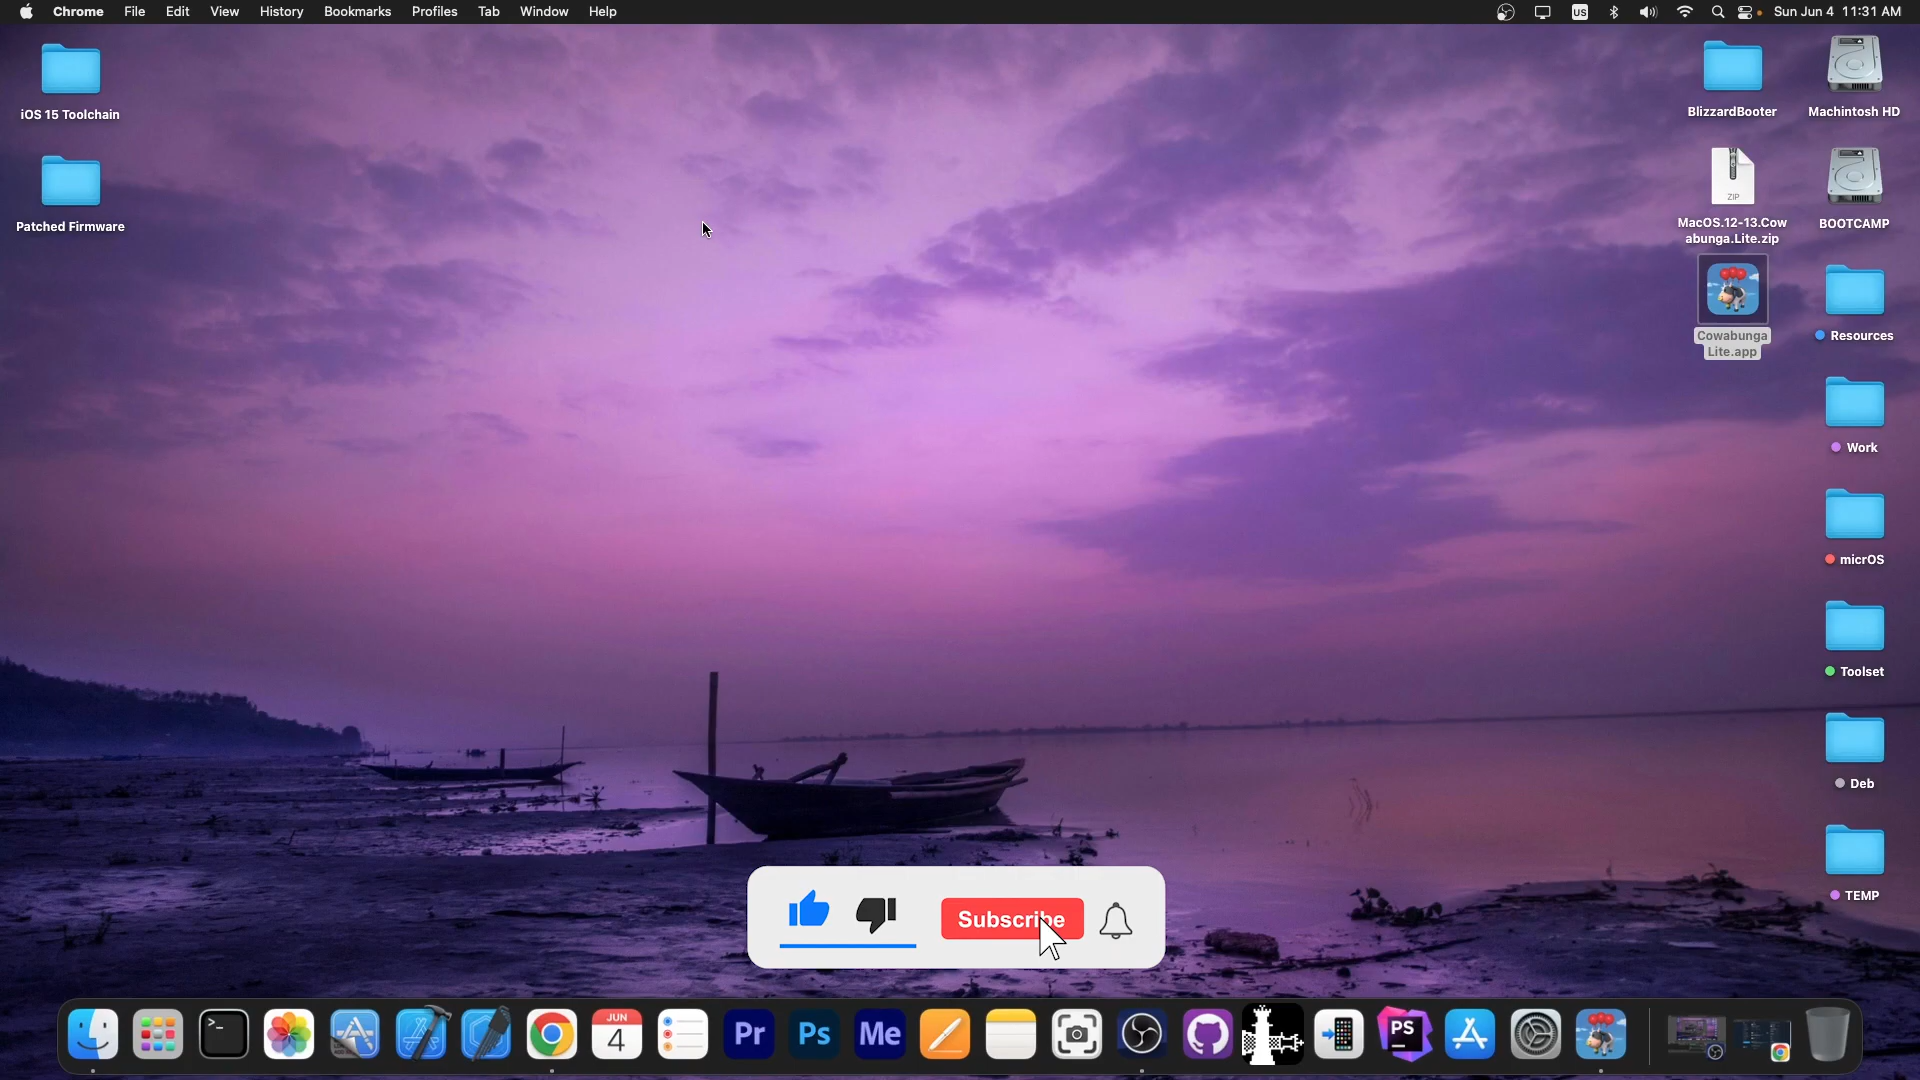 Chrome File Edit View History Bookmarks Profiles Tab Window Help
US Sun Jun 4 11:31 AM
iOS 15 Toolchain
Patched Firmware
BlizzardBooter
Machintosh HD
ZIP
MacOS.12-13.Cow
abunga.Lite.zip
BOOTCAMP
Cowabunga
Lite.app
Resources
Work
micrOS
Toolset
Deb
TEMP
Subscribe
>_
JUN
4
Pr
Ps
Me
PS